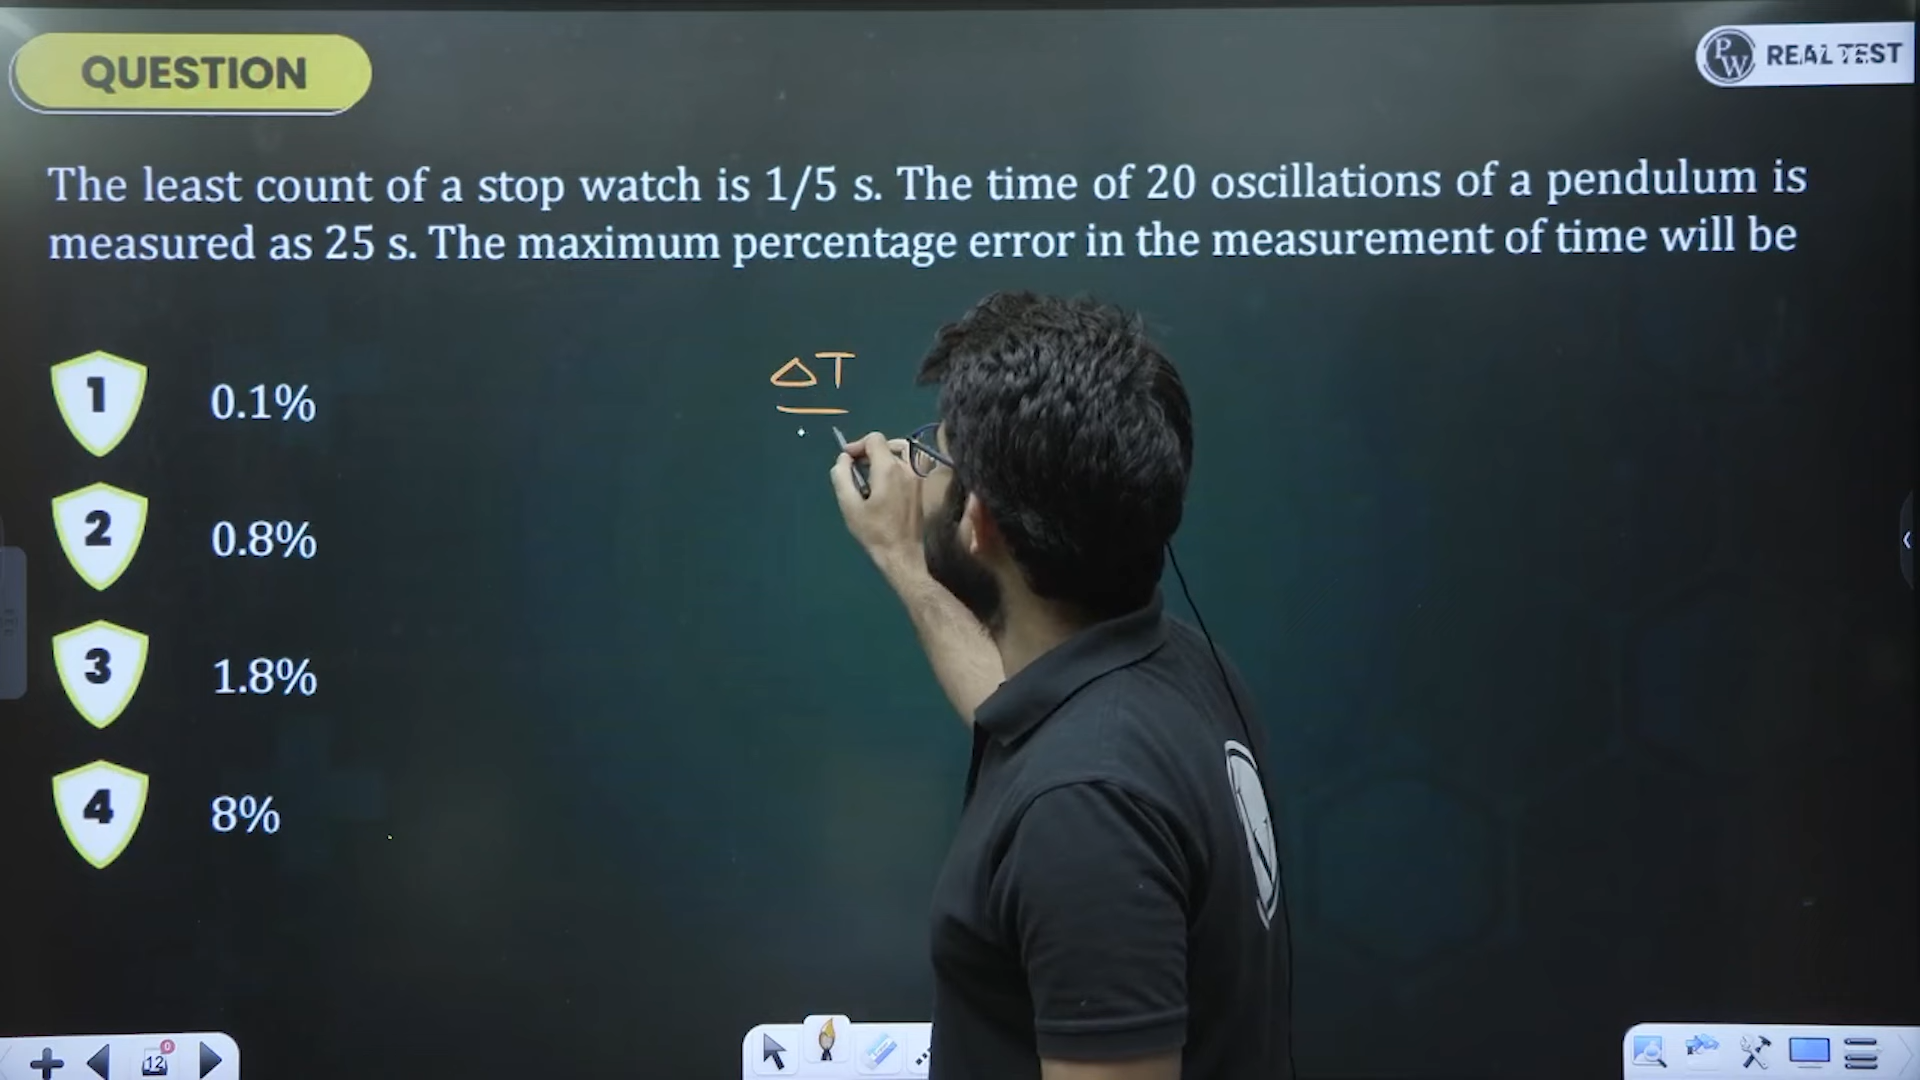 QUESTION
PW REAL TEST
The least count of a stop watch is 1/5 s. The time of 20 oscillations of a pendulum is
measured as 25 s. The maximum percentage error in the measurement of time will be
ΔT
1 0.1%
2 0.8%
3 1.8%
4 8%
12
0